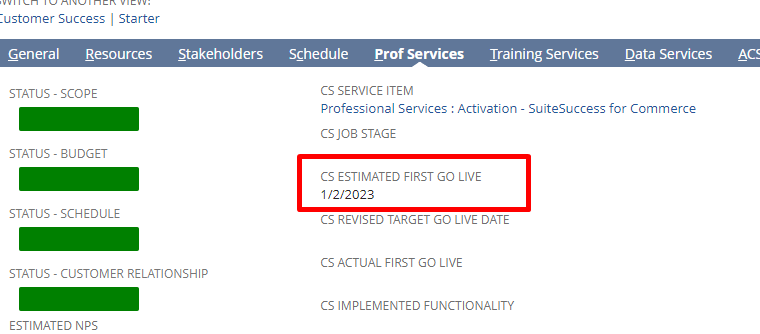 SWITCH TO ANOTHER VIEW:
Customer Success | Starter
General Resources Stakeholders Schedule Prof Services Training Services Data Services ACS
STATUS - SCOPE
STATUS - BUDGET
STATUS - SCHEDULE
STATUS - CUSTOMER RELATIONSHIP
ESTIMATED NPS
CS SERVICE ITEM
Professional Services : Activation - SuiteSuccess for Commerce
CS JOB STAGE
CS ESTIMATED FIRST GO LIVE
1/2/2023
CS REVISED TARGET GO LIVE DATE
CS ACTUAL FIRST GO LIVE
CS IMPLEMENTED FUNCTIONALITY